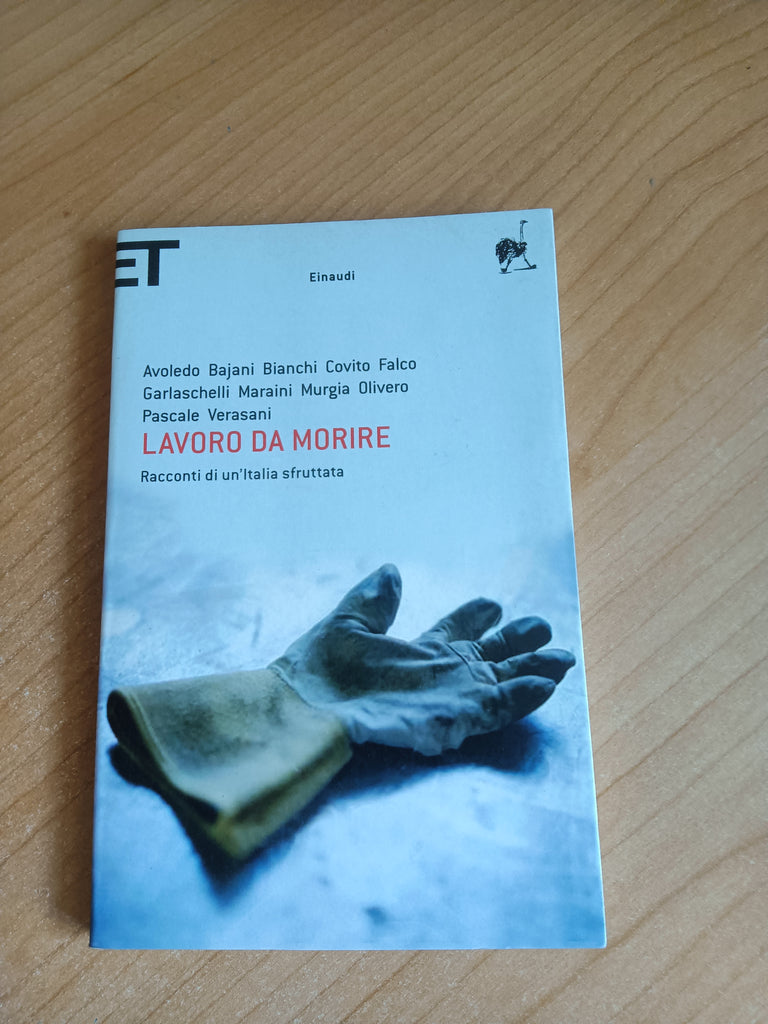 ET
Einaudi
Avoledo Bajani Bianchi Covito Falco
Garlaschelli Maraini Murgia Olivero
Pascale Verasani
LAVORO DA MORIRE
Racconti di un'Italia sfruttata